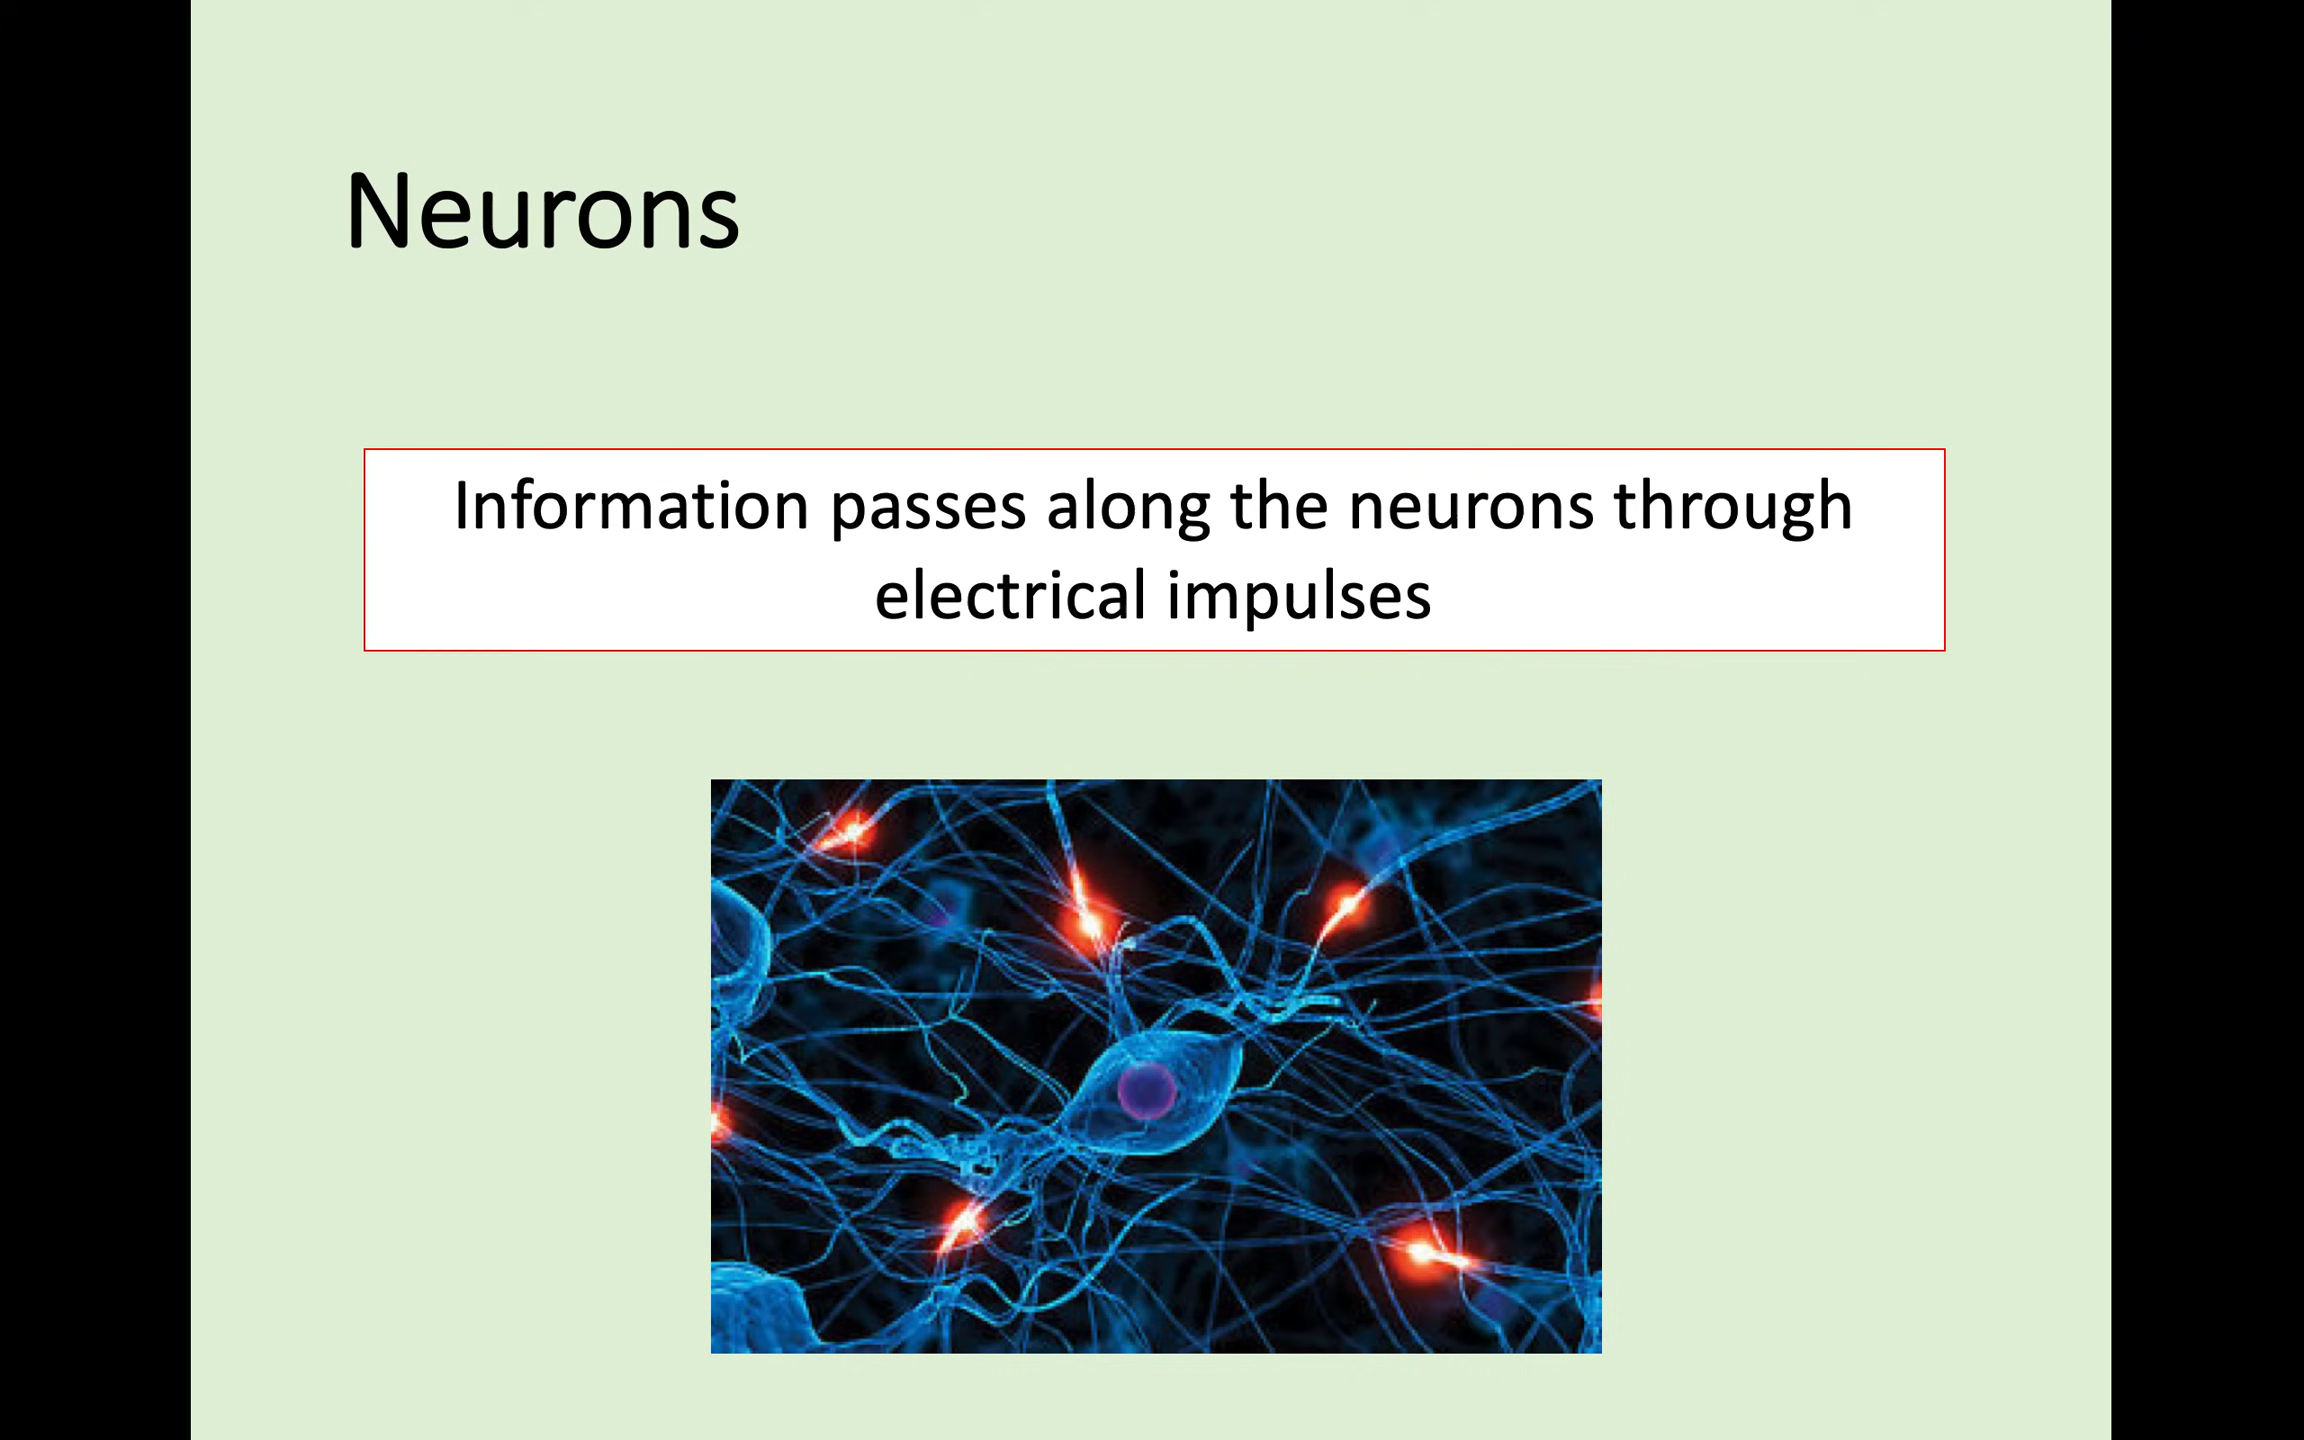 Neurons
Information passes along the neurons through
electrical impulses